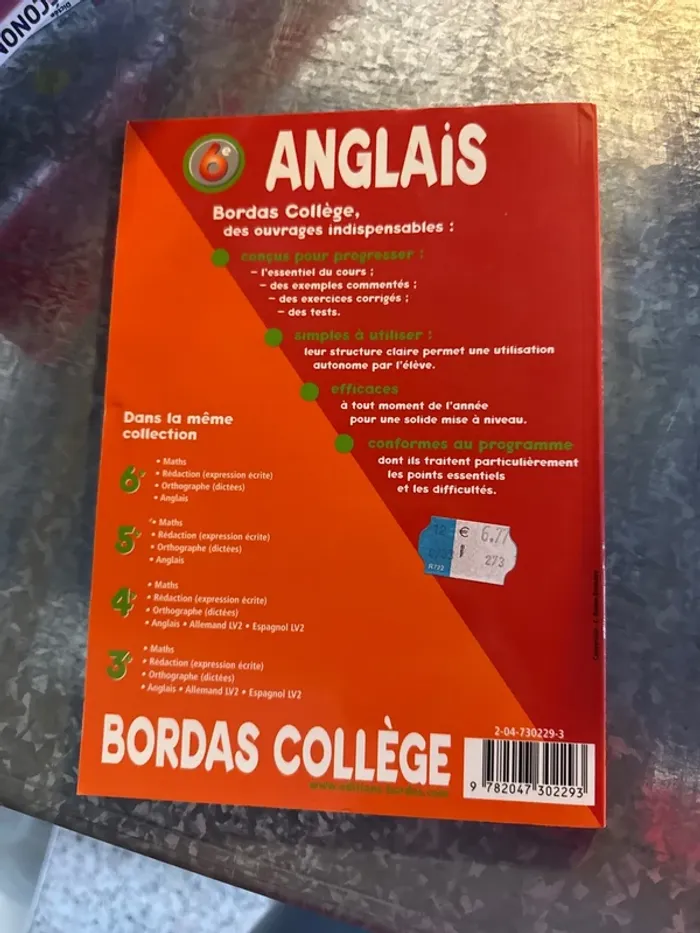 6e ANGLAiS
Bordas Collège,
des ouvrages indispensables :
conçus pour progresser :
– l'essentiel du cours ;
– des exemples commentés ;
– des exercices corrigés ;
– des tests.
simples à utiliser :
leur structure claire permet une utilisation
autonome par l'élève.
efficaces
à tout moment de l'année
pour une solide mise à niveau.
conformes au programme
dont ils traitent particulièrement
les points essentiels
et les difficultés.
Dans la même
collection
6e
• Maths
• Rédaction (expression écrite)
• Orthographe (dictées)
• Anglais
5e
• Maths
• Rédaction (expression écrite)
• Orthographe (dictées)
• Anglais
4e
• Maths
• Rédaction (expression écrite)
• Orthographe (dictées)
• Anglais • Allemand LV2 • Espagnol LV2
3e
• Maths
• Rédaction (expression écrite)
• Orthographe (dictées)
• Anglais • Allemand LV2 • Espagnol LV2
€ 6.77
273
BORDAS COLLÈGE
www.editions-bordas.com
2-04-730229-3
9 782047 302293